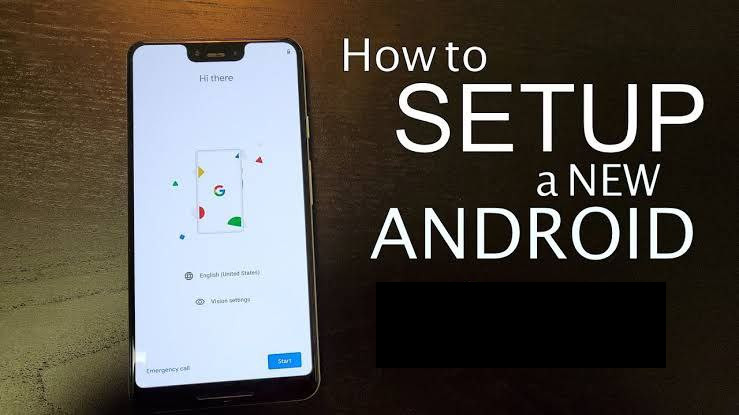 Hi there
G
English (United States)
Vision settings
Emergency call
Start
How to
SETUP
a NEW
ANDROID